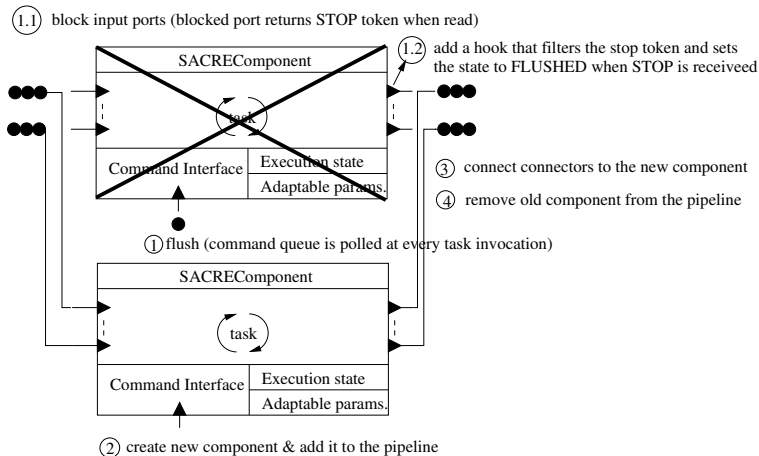 1.1 block input ports (blocked port returns STOP token when read)
1.2 add a hook that filters the stop token and sets
the state to FLUSHED when STOP is receiveed
SACREComponent
task
Command Interface
Execution state
Adaptable params.
3 connect connectors to the new component
4 remove old component from the pipeline
1 flush (command queue is polled at every task invocation)
SACREComponent
task
Command Interface
Execution state
Adaptable params.
2 create new component & add it to the pipeline